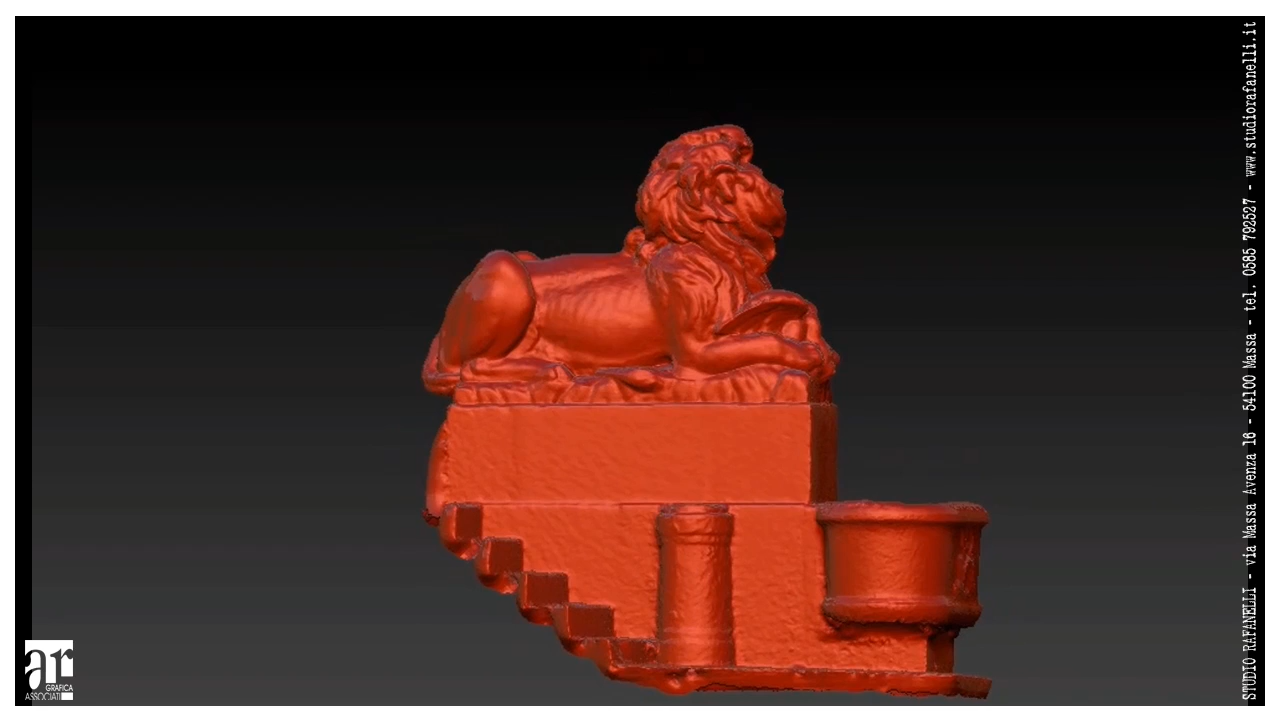 STUDIO RAFANELLI - via Massa Avenza 16 - 54100 Massa - tel. 0585 792527 - www.studiorafanelli.it
ar
GRAFICA
ASSOCIATI